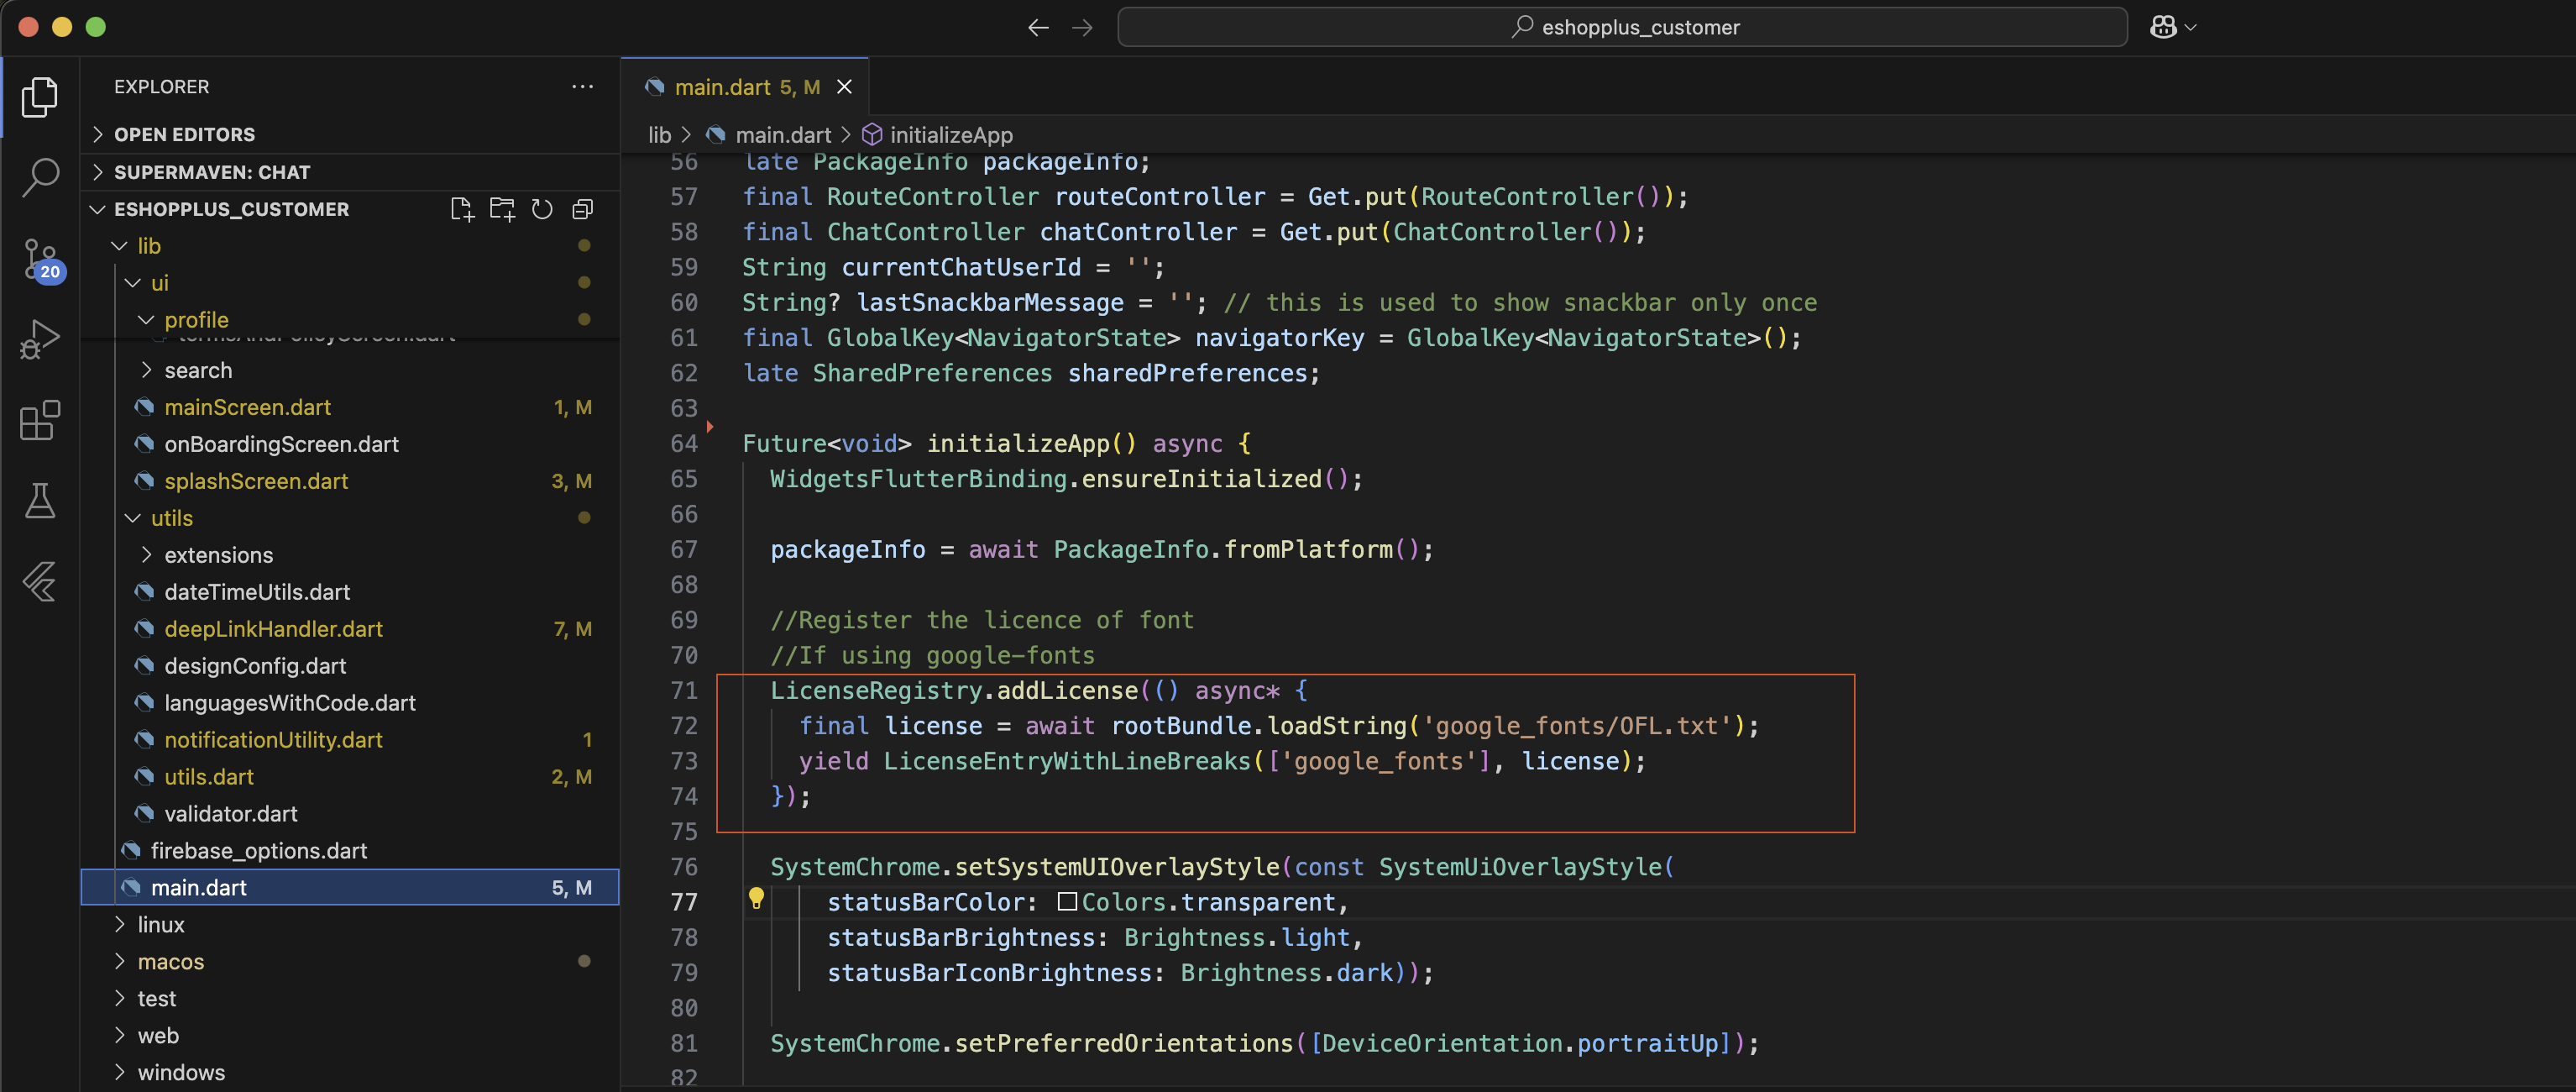 eshopplus_customer
EXPLORER
OPEN EDITORS
SUPERMAVEN: CHAT
ESHOPPLUS_CUSTOMER
lib
ui
profile
termsAndPolicyScreen.dart
search
mainScreen.dart 1, M
onBoardingScreen.dart
splashScreen.dart 3, M
utils
extensions
dateTimeUtils.dart
deepLinkHandler.dart 7, M
designConfig.dart
languagesWithCode.dart
notificationUtility.dart 1
utils.dart 2, M
validator.dart
firebase_options.dart
main.dart 5, M
linux
macos
test
web
windows
20
main.dart 5, M
lib > main.dart > initializeApp
56 late PackageInfo packageInfo;
57 final RouteController routeController = Get.put(RouteController());
58 final ChatController chatController = Get.put(ChatController());
59 String currentChatUserId = '';
60 String? lastSnackbarMessage = ''; // this is used to show snackbar only once
61 final GlobalKey<NavigatorState> navigatorKey = GlobalKey<NavigatorState>();
62 late SharedPreferences sharedPreferences;
63
64 Future<void> initializeApp() async {
65 WidgetsFlutterBinding.ensureInitialized();
66
67 packageInfo = await PackageInfo.fromPlatform();
68
69 //Register the licence of font
70 //If using google-fonts
71 LicenseRegistry.addLicense(() async* {
72 final license = await rootBundle.loadString('google_fonts/OFL.txt');
73 yield LicenseEntryWithLineBreaks(['google_fonts'], license);
74 });
75
76 SystemChrome.setSystemUIOverlayStyle(const SystemUiOverlayStyle(
77 statusBarColor: Colors.transparent,
78 statusBarBrightness: Brightness.light,
79 statusBarIconBrightness: Brightness.dark));
80
81 SystemChrome.setPreferredOrientations([DeviceOrientation.portraitUp]);
82